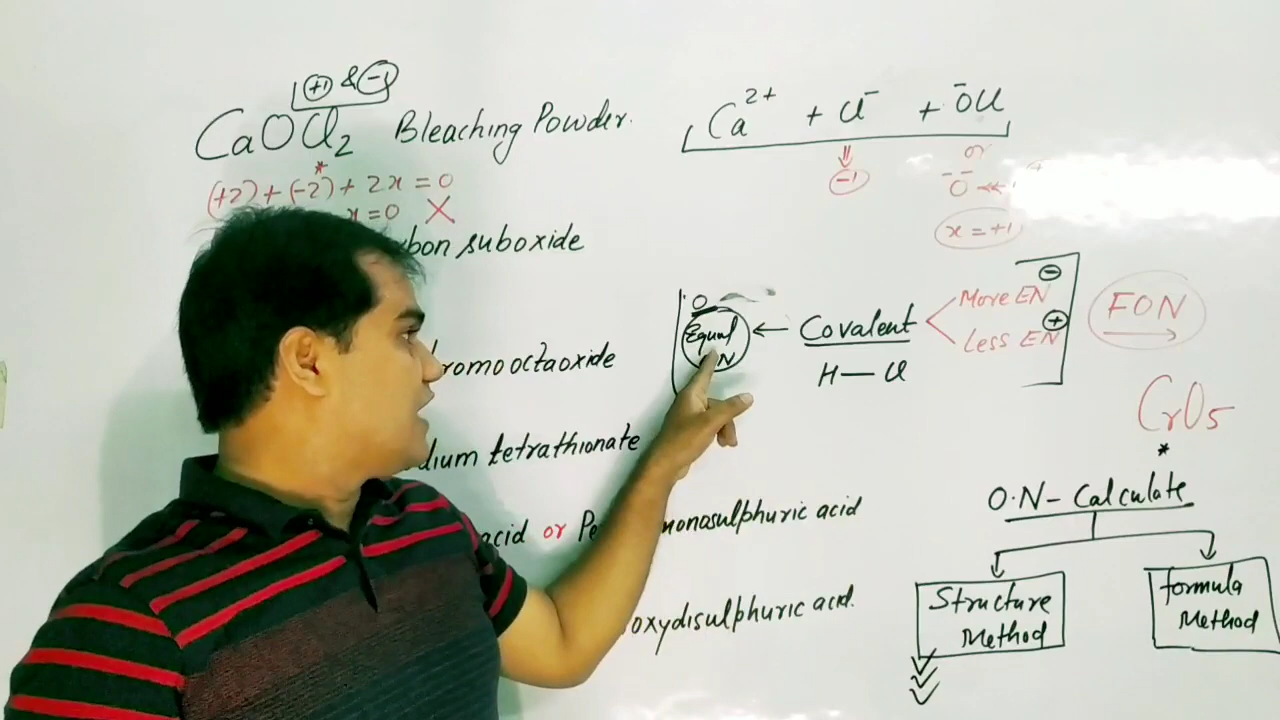 +1 & -1
CaOCl2 Bleaching Powder.
(+2) + (-2) + 2x = 0
x = 0 X
bon suboxide
romooctaoxide
dium tetrathionate
acid or Pe monosulphuric acid
oxydisulphuric acid.
Ca2+ + Cl- + -OCl
-1
or
-O
x = +1
O
Equal
EN
Covalent
H — Cl
More EN
Less EN
-
+
FON
CrO5
*
O.N - Calculate
Structure
Method
formula
Method